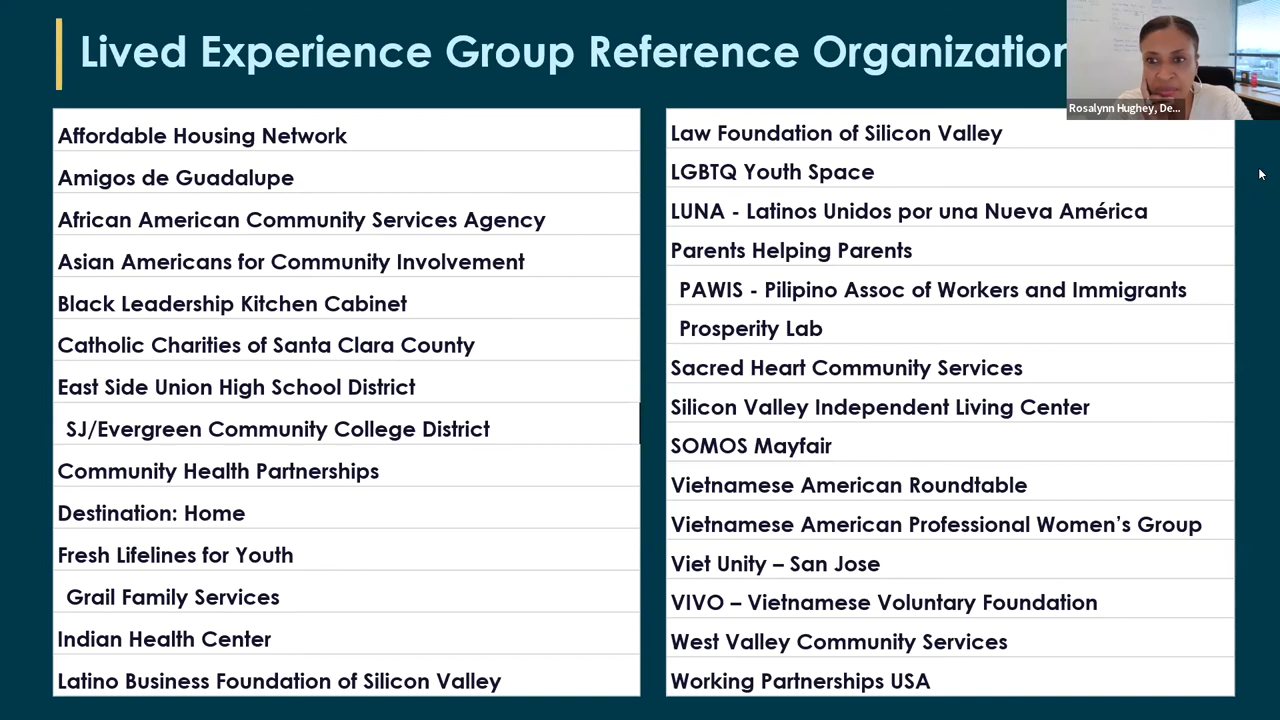 Lived Experience Group Reference Organization
Rosalynn Hughey, De...
Affordable Housing Network
Amigos de Guadalupe
African American Community Services Agency
Asian Americans for Community Involvement
Black Leadership Kitchen Cabinet
Catholic Charities of Santa Clara County
East Side Union High School District
SJ/Evergreen Community College District
Community Health Partnerships
Destination: Home
Fresh Lifelines for Youth
Grail Family Services
Indian Health Center
Latino Business Foundation of Silicon Valley
Law Foundation of Silicon Valley
LGBTQ Youth Space
LUNA - Latinos Unidos por una Nueva América
Parents Helping Parents
PAWIS - Pilipino Assoc of Workers and Immigrants
Prosperity Lab
Sacred Heart Community Services
Silicon Valley Independent Living Center
SOMOS Mayfair
Vietnamese American Roundtable
Vietnamese American Professional Women’s Group
Viet Unity – San Jose
VIVO – Vietnamese Voluntary Foundation
West Valley Community Services
Working Partnerships USA